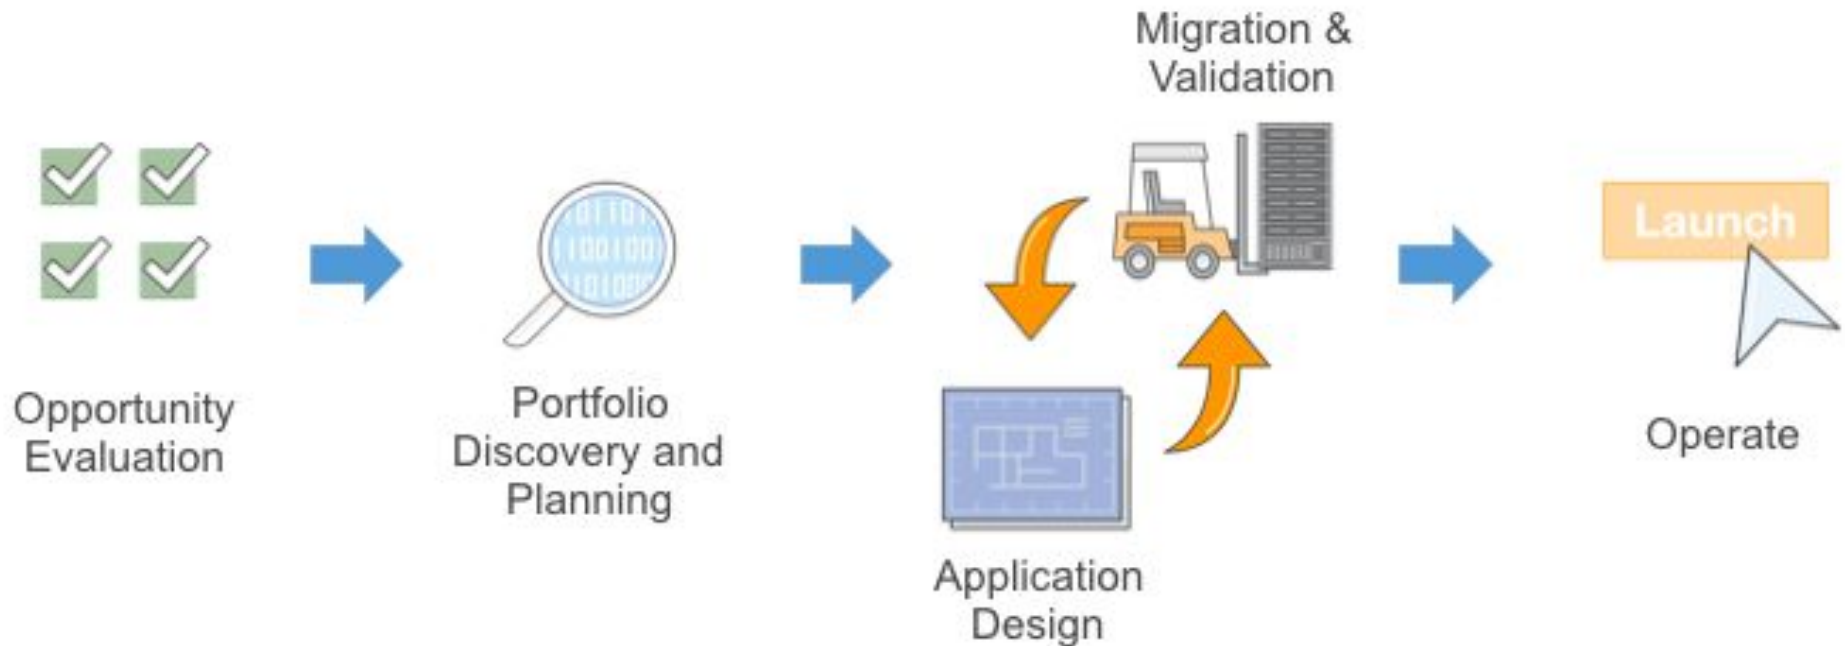 Opportunity
Evaluation
Portfolio
Discovery and
Planning
Migration &
Validation
Application
Design
Launch
Operate